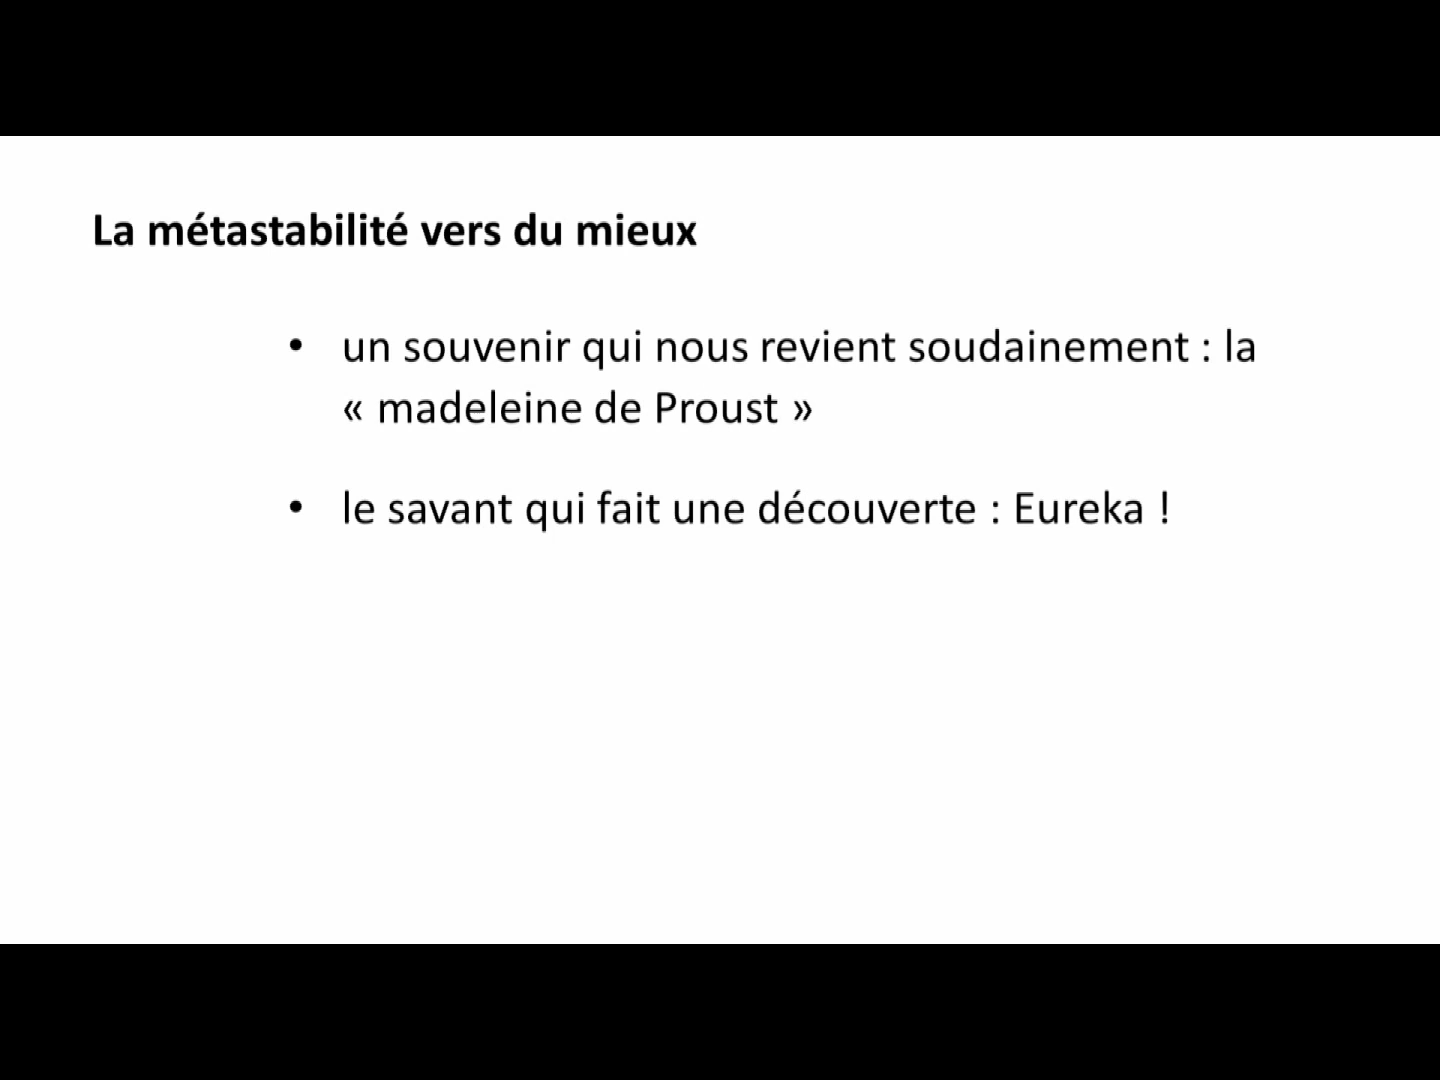 La métastabilité vers du mieux
• un souvenir qui nous revient soudainement : la
« madeleine de Proust »
• le savant qui fait une découverte : Eureka !